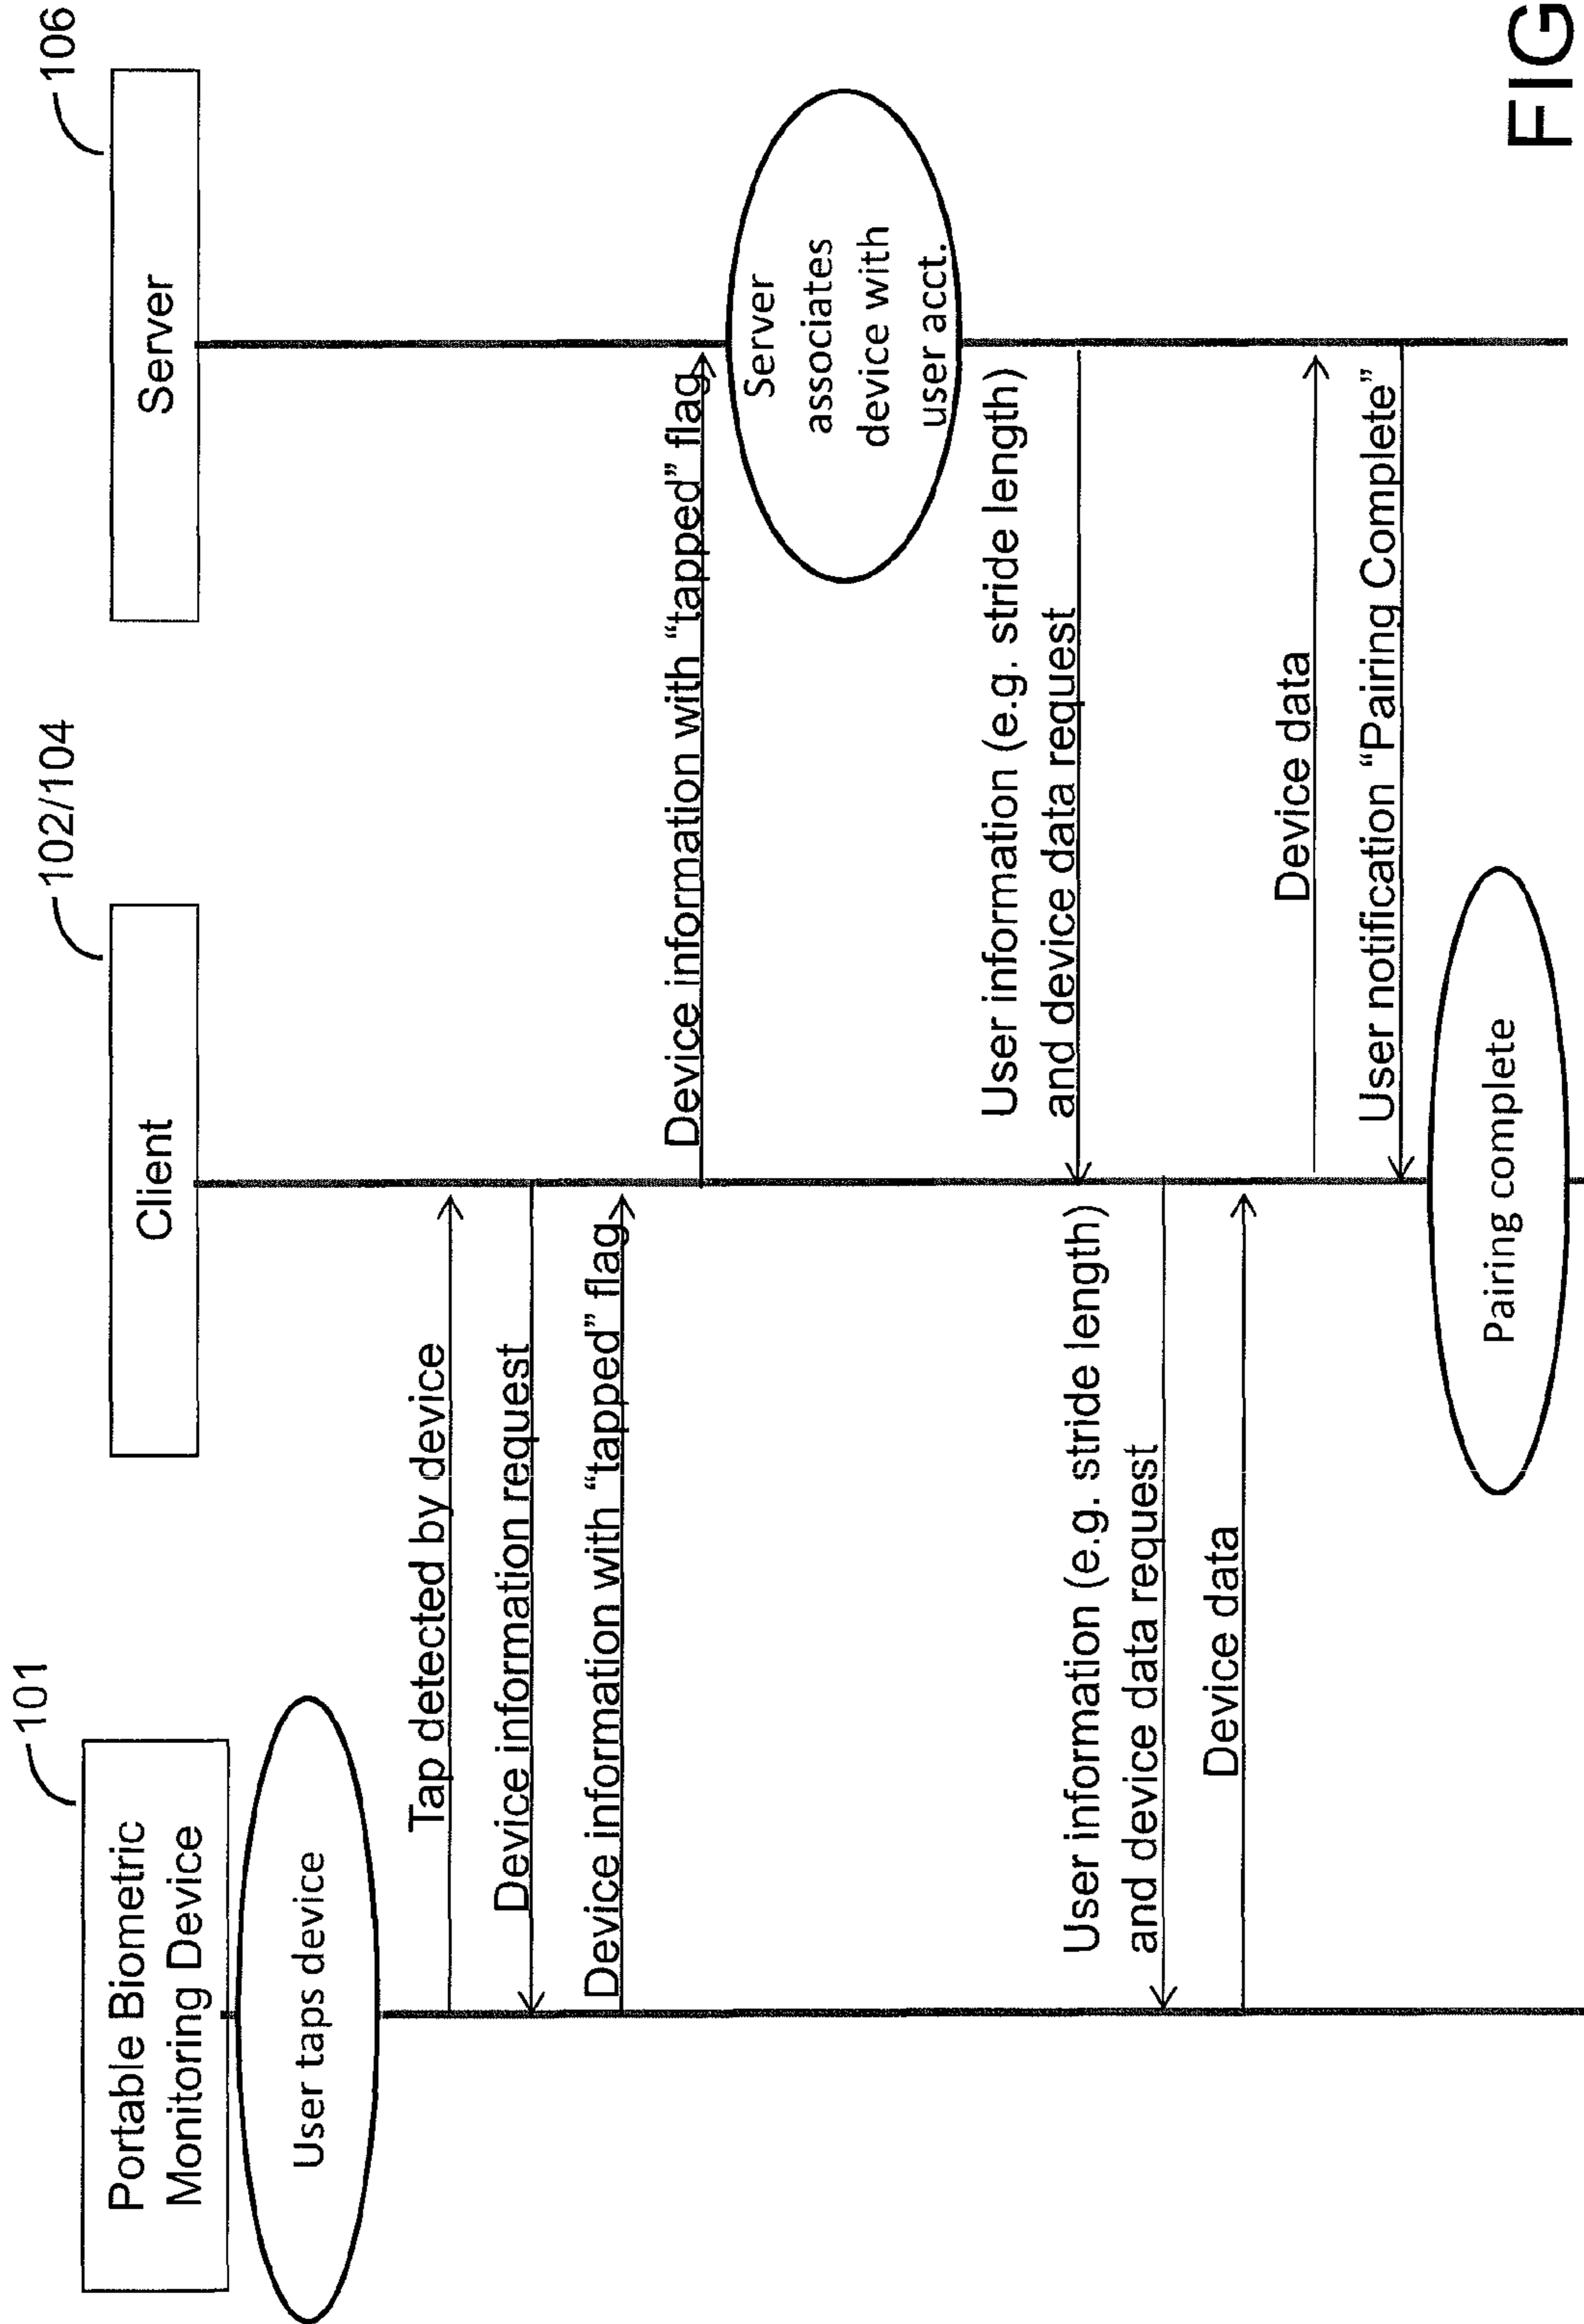 101
Portable Biometric
Monitoring Device
102/104
Client
106
Server
User taps device
Tap detected by device
Device information request
Device information with “tapped” flag
Device information with “tapped” flag
Server
associates
device with
user acct.
User information (e.g. stride length)
and device data request
User information (e.g. stride length)
and device data request
Device data
Device data
User notification “Pairing Complete”
Pairing complete
FIG